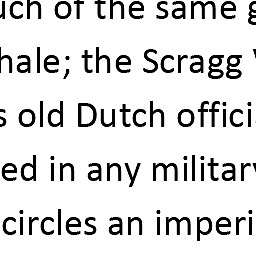 uch of the same g
hale; the Scragg
s old Dutch offici
ed in any military
circles an imperi